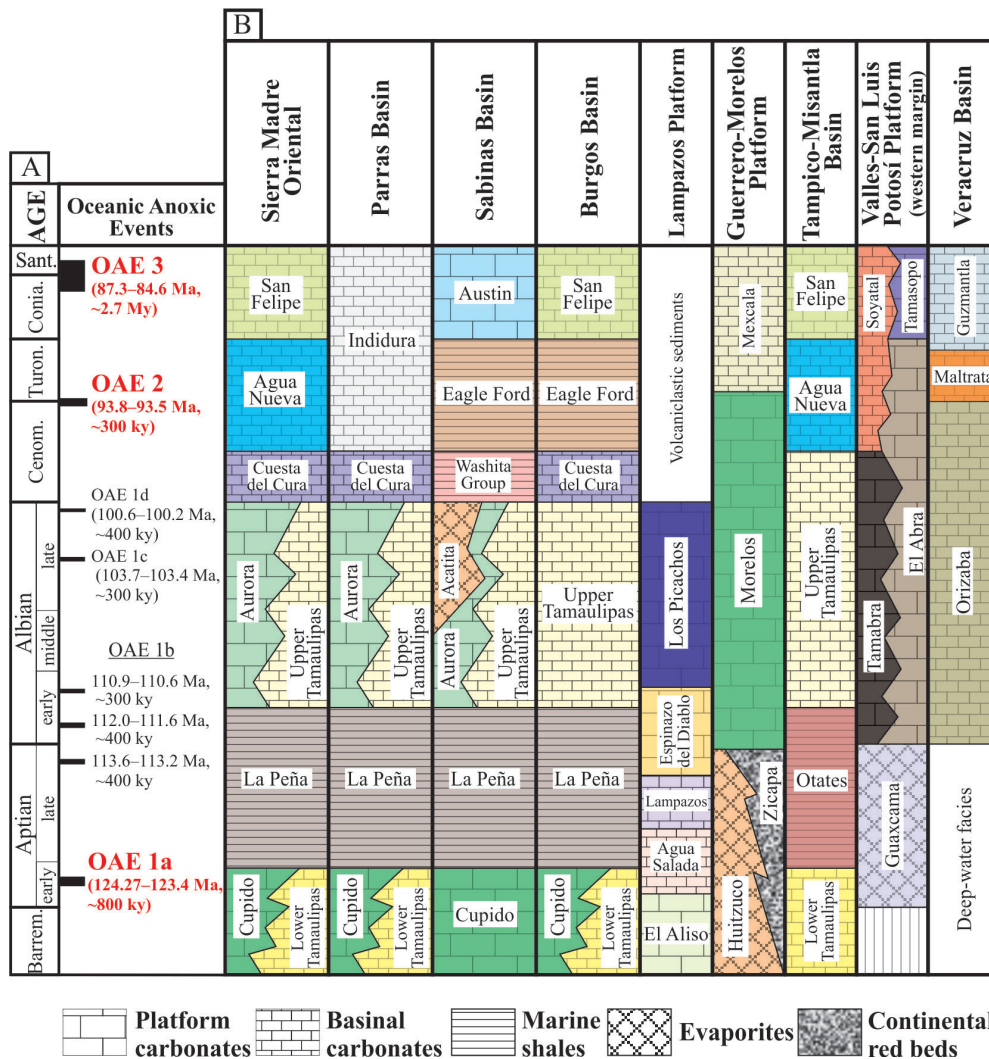 B
Sierra Madre
Oriental
Parras Basin
Sabinas Basin
Burgos Basin
Lampazos Platform
Guerrero-Morelos
Platform
Tampico-Misantla
Basin
Valles-San Luis
Potosí Platform
(western margin)
Veracruz Basin
A
AGE
Oceanic Anoxic
Events
Sant.
Conia.
Turon.
Cenom.
Albian
late
middle
early
Aptian
late
early
Barrem.
OAE 3
(87.3–84.6 Ma,
~2.7 My)
OAE 2
(93.8–93.5 Ma,
~300 ky)
OAE 1d
(100.6–100.2 Ma,
~400 ky)
OAE 1c
(103.7–103.4 Ma,
~300 ky)
OAE 1b
110.9–110.6 Ma,
~300 ky
112.0–111.6 Ma,
~400 ky
113.6–113.2 Ma,
~400 ky
OAE 1a
(124.27–123.4 Ma,
~800 ky)
San
Felipe
Agua
Nueva
Cuesta
del Cura
Aurora
Upper
Tamaulipas
La Peña
Cupido
Lower
Tamaulipas
Indidura
Cuesta
del Cura
Aurora
Upper
Tamaulipas
La Peña
Cupido
Lower
Tamaulipas
Austin
Eagle Ford
Washita
Group
Acatita
Aurora
Upper
Tamaulipas
La Peña
Cupido
San
Felipe
Eagle Ford
Cuesta
del Cura
Upper
Tamaulipas
La Peña
Cupido
Lower
Tamaulipas
Volcaniclastic sediments
Los Picachos
Espinazo
del Diablo
Lampazos
Agua
Salada
El Aliso
Mexcala
Morelos
Huitzuco
Zicapa
San
Felipe
Agua
Nueva
Upper
Tamaulipas
Otates
Lower
Tamaulipas
Soyatal
Tamasopo
El Abra
Tamabra
Guaxcama
Guzmantla
Maltrata
Orizaba
Deep-water facies
Platform
carbonates
Basinal
carbonates
Marine
shales
Evaporites
Continental
red beds